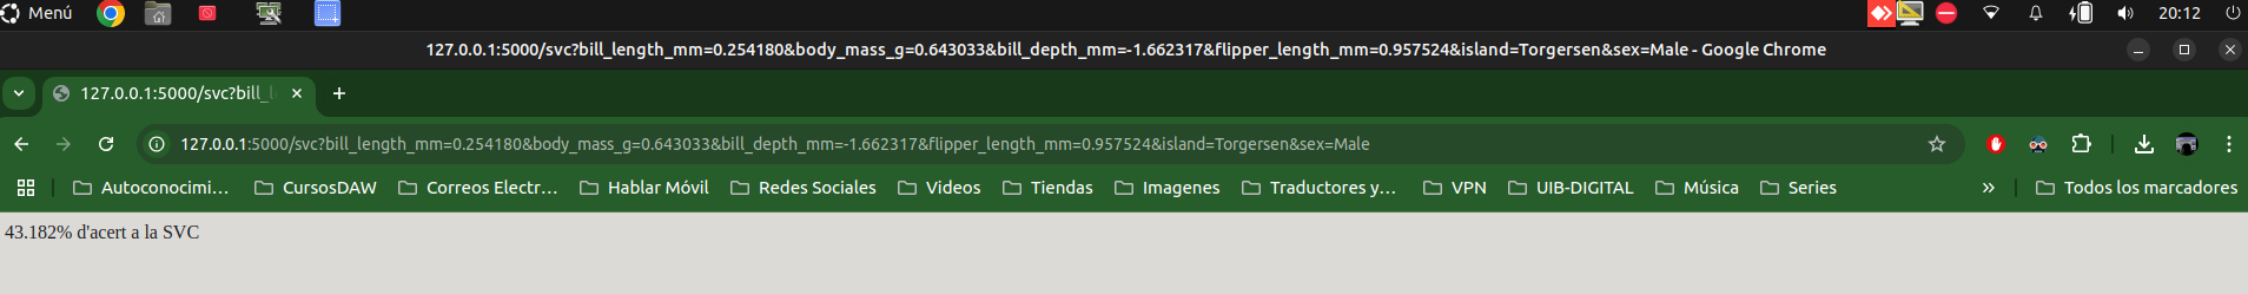 Menú 20:12
127.0.0.1:5000/svc?bill_length_mm=0.254180&body_mass_g=0.643033&bill_depth_mm=-1.662317&flipper_length_mm=0.957524&island=Torgersen&sex=Male - Google Chrome
127.0.0.1:5000/svc?bill_l
127.0.0.1:5000/svc?bill_length_mm=0.254180&body_mass_g=0.643033&bill_depth_mm=-1.662317&flipper_length_mm=0.957524&island=Torgersen&sex=Male
Autoconocimi... CursosDAW Correos Electr... Hablar Móvil Redes Sociales Videos Tiendas Imagenes Traductores y... VPN UIB-DIGITAL Música Series » Todos los marcadores
43.182% d'acert a la SVC